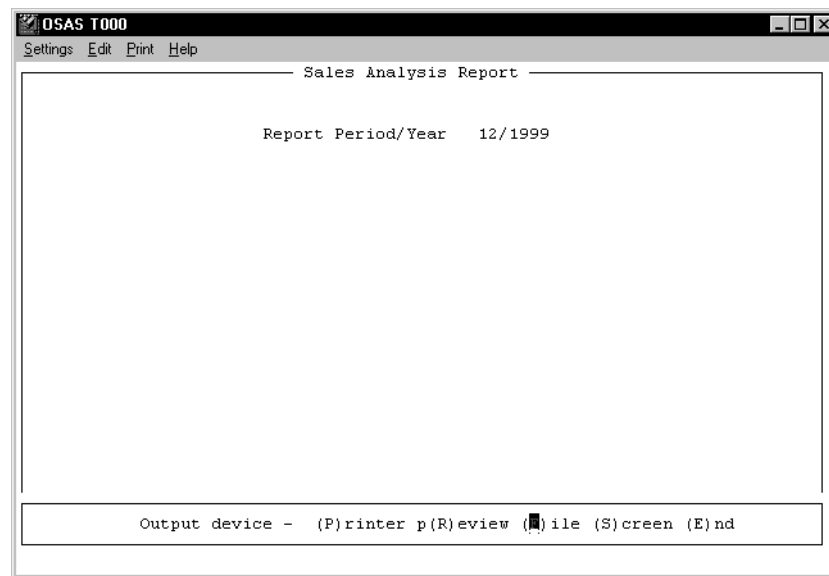 OSAS T000
Settings Edit Print Help
Sales Analysis Report
Report Period/Year 12/1999
Output device - (P)rinter p(R)eview (F)ile (S)creen (E)nd